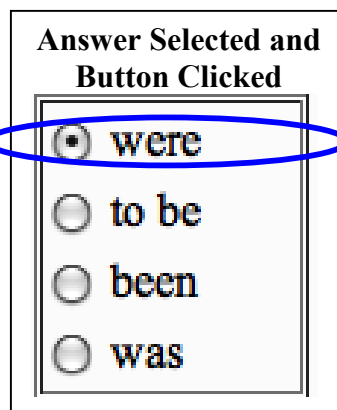 Answer Selected and
Button Clicked
were
to be
been
was